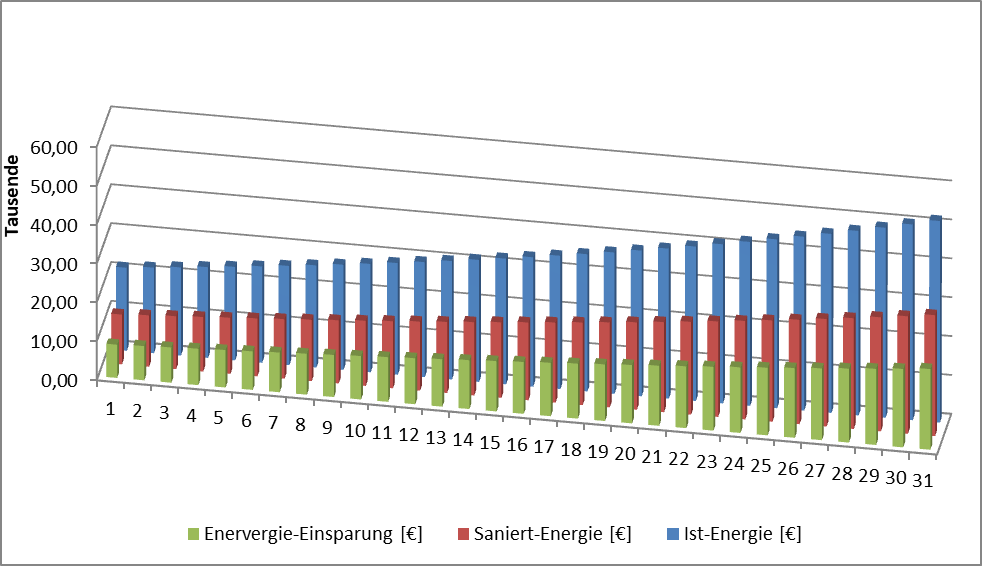 Tausende
60,00
50,00
40,00
30,00
20,00
10,00
0,00
1 2 3 4 5 6 7 8 9 10 11 12 13 14 15 16 17 18 19 20 21 22 23 24 25 26 27 28 29 30 31
Enervergie-Einsparung [€] Saniert-Energie [€] Ist-Energie [€]